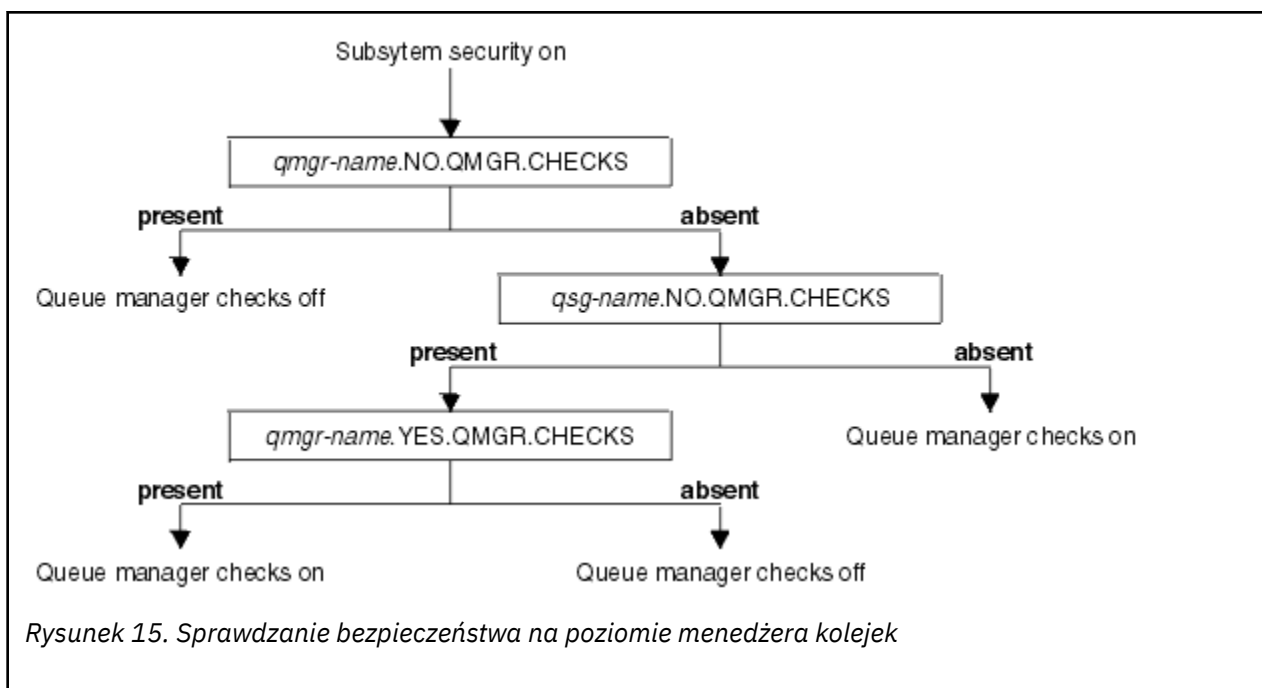 Subsytem security on
qmgr-name.NO.QMGR.CHECKS
present
absent
Queue manager checks off
qsg-name.NO.QMGR.CHECKS
present
absent
qmgr-name.YES.QMGR.CHECKS
Queue manager checks on
present
absent
Queue manager checks on
Queue manager checks off
Rysunek 15. Sprawdzanie bezpieczeństwa na poziomie menedżera kolejek